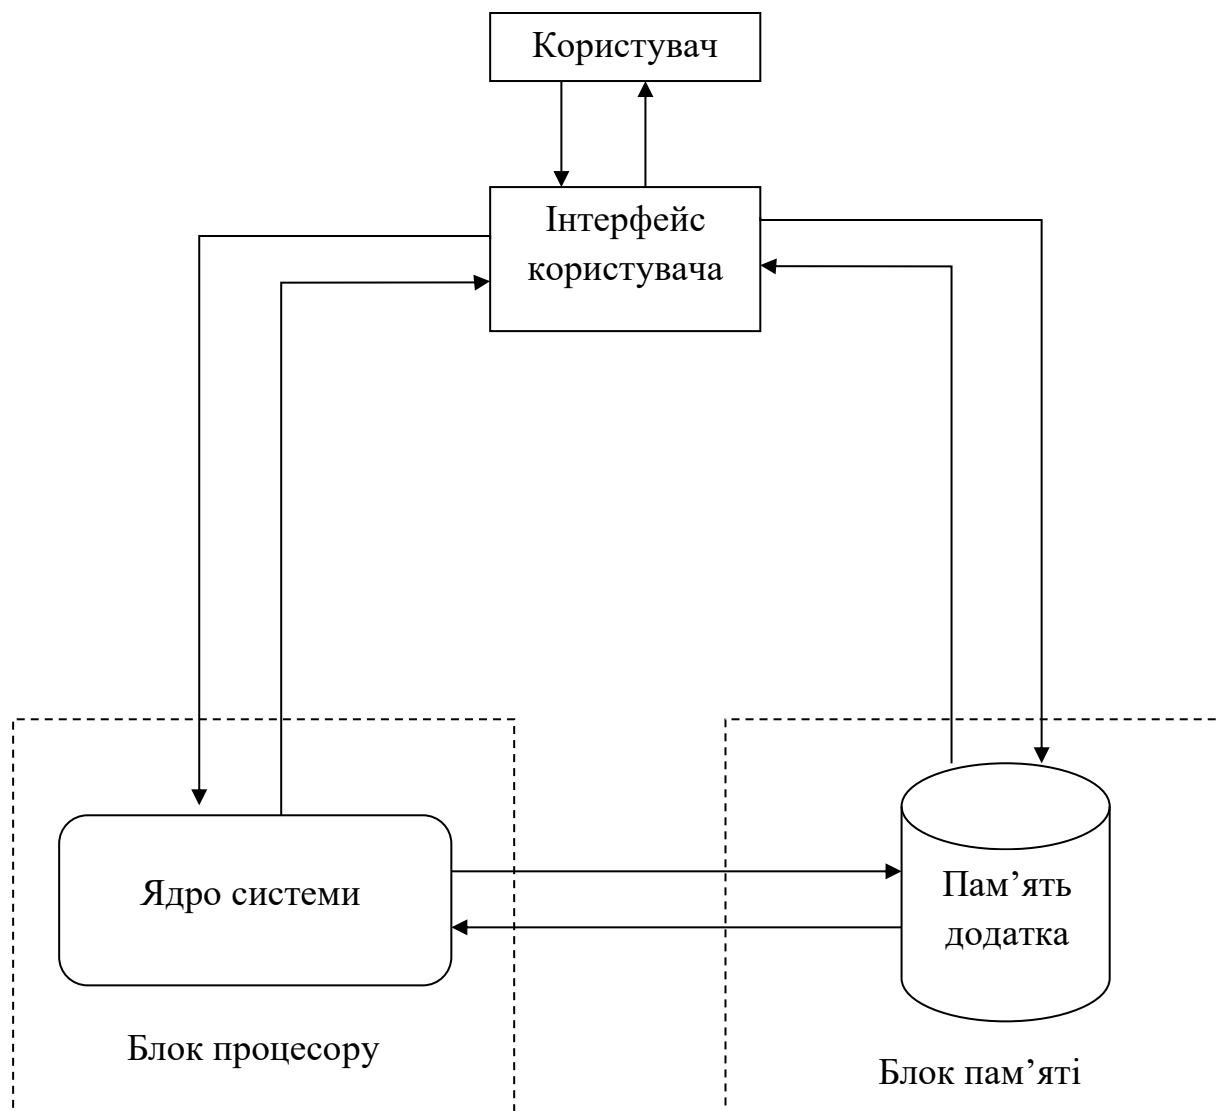 Користувач
Інтерфейс
користувача
Ядро системи
Пам’ять
додатка
Блок процесору
Блок пам’яті